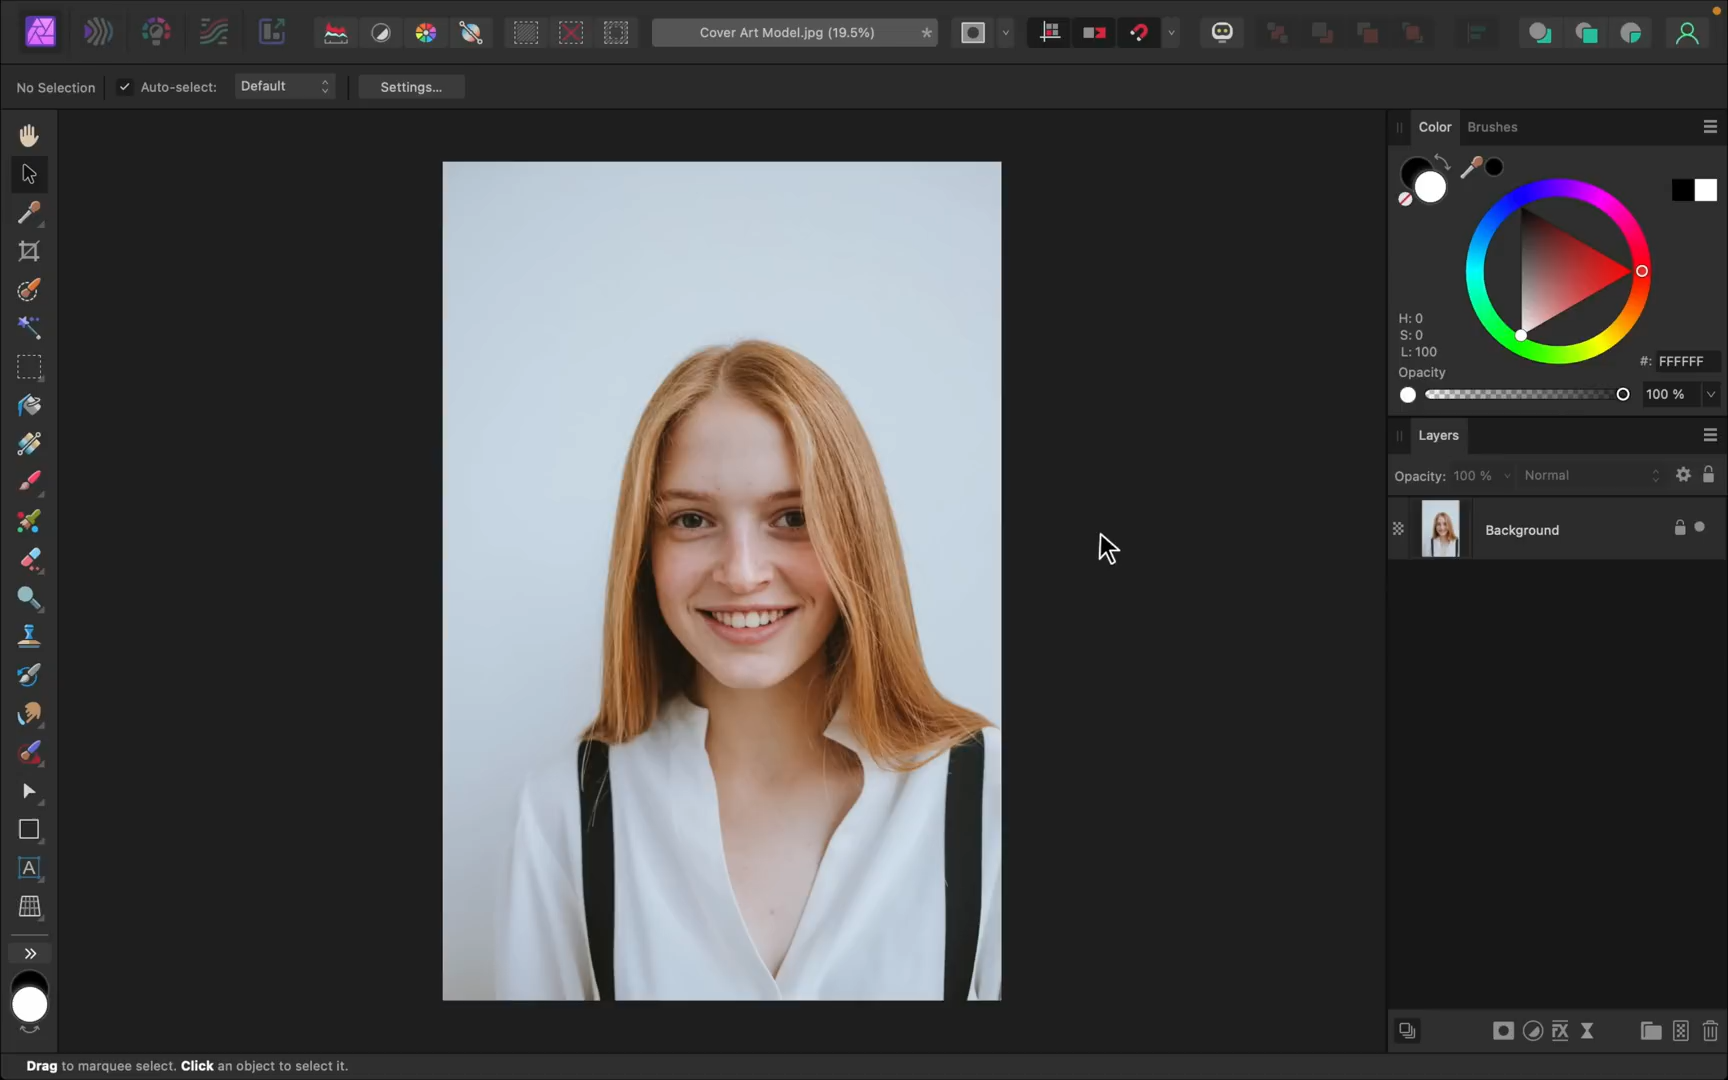 Cover Art Model.jpg (19.5%) *
No Selection Auto-select: Default Settings...
Color Brushes
H: 0
S: 0
L: 100
#: FFFFFF
Opacity
100 %
Layers
Opacity: 100 % Normal
Background
A
FX
Drag to marquee select. Click an object to select it.